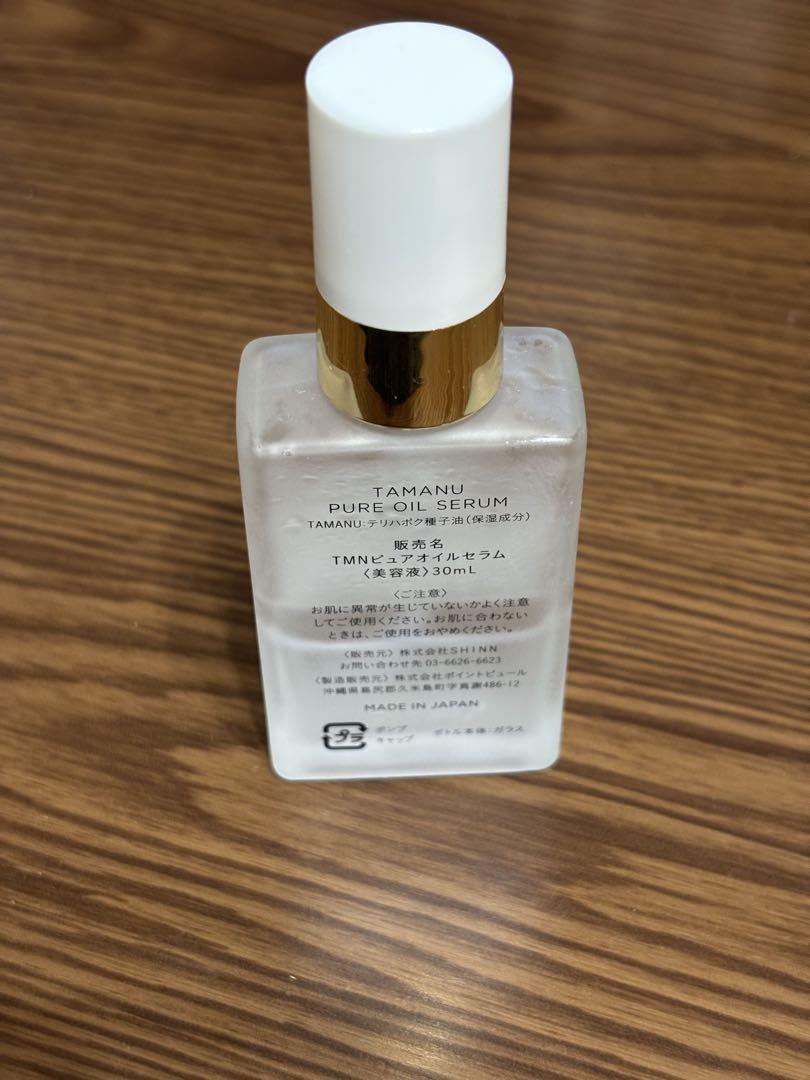 TAMANU
PURE OIL SERUM
TAMANU:テリハボク種子油(保湿成分)
販売名
TMNピュアオイルセラム
〈美容液〉30mL
〈ご注意〉
お肌に異常が生じていないかよく注意
してご使用ください。お肌に合わない
ときは、ご使用をおやめください。
〈販売元〉株式会社SHINN
お問い合わせ先 03-6626-6623
〈製造販売元〉株式会社ポイントピュール
沖縄県島尻郡久米島町字真謝486-12
MADE IN JAPAN
プラ
ポンプ
キャップ
ボトル本体:ガラス